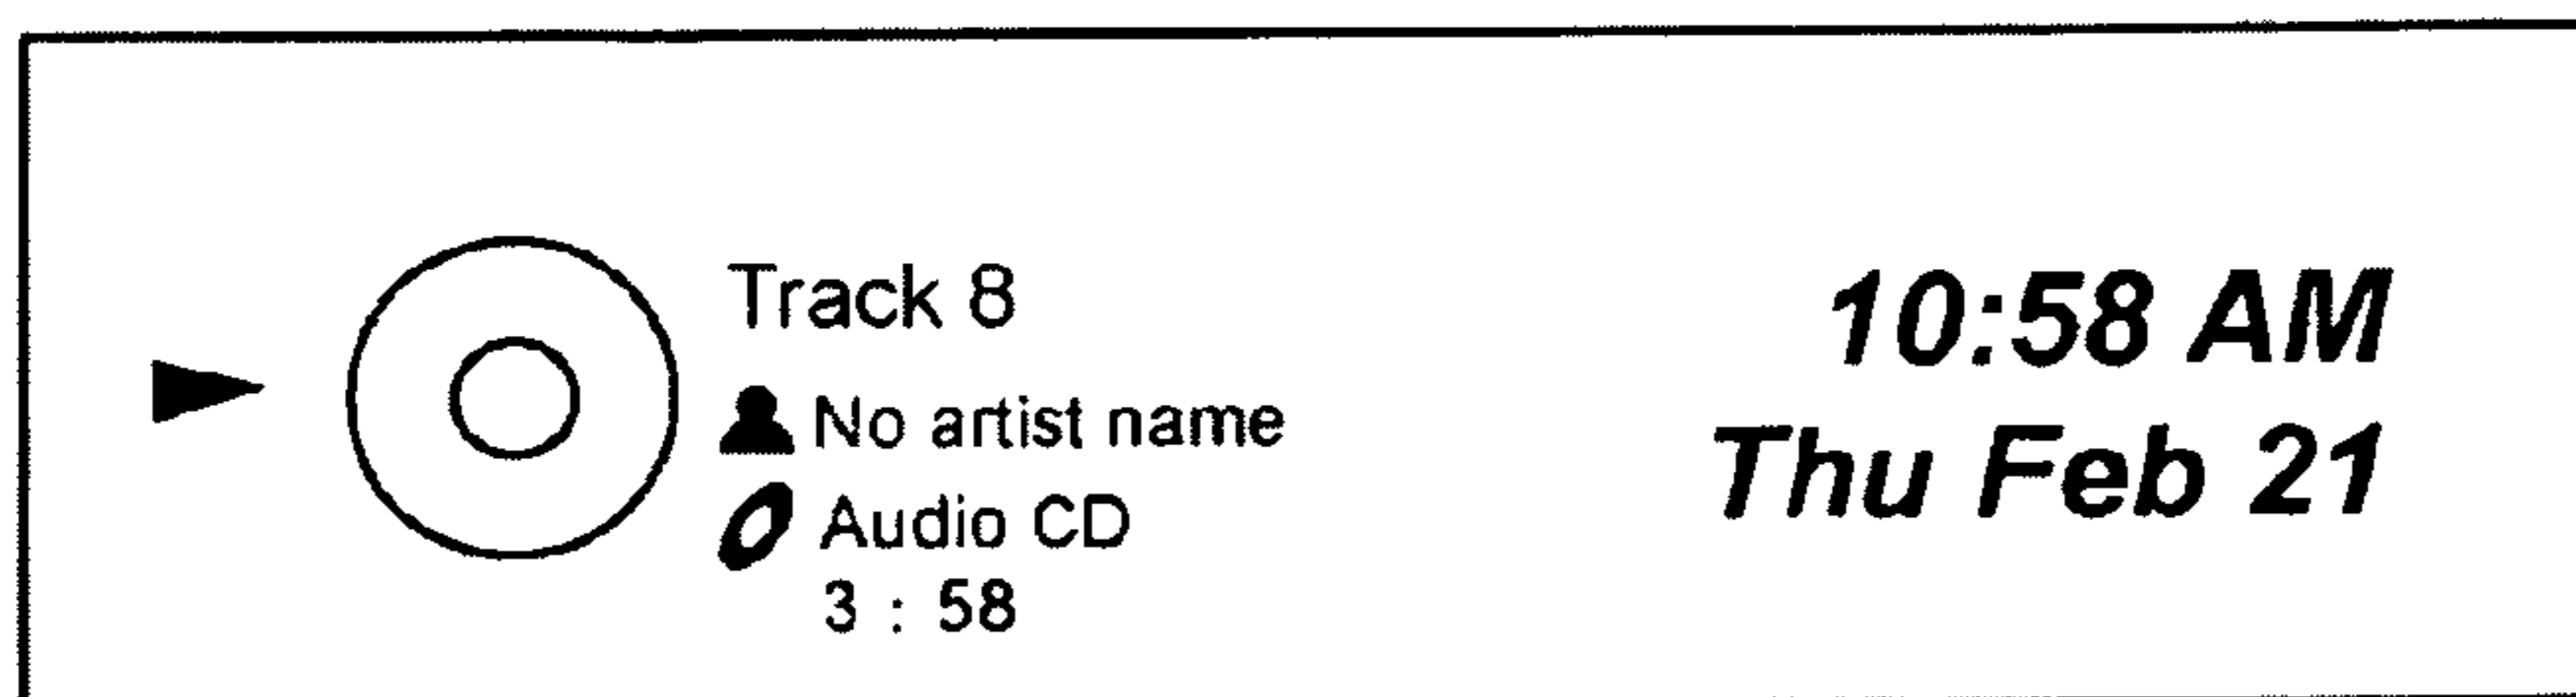 Track 8
No artist name
Audio CD
3 : 58
10:58 AM
Thu Feb 21